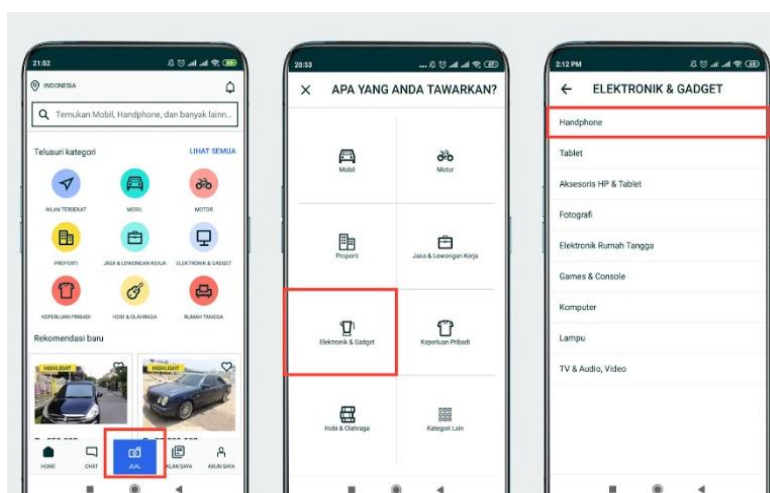 21:52
INDONESIA
Temukan Mobil, Handphone, dan banyak lainn...
Telusuri kategori
LIHAT SEMUA
IKLAN TERDEKAT
MOBIL
MOTOR
PROPERTI
JASA & LOWONGAN KERJA
ELEKTRONIK & GADGET
KEPERLUAN PRIBADI
HOBI & OLAHRAGA
RUMAH TANGGA
Rekomendasi baru
HIGHLIGHT
HIGHLIGHT
HOME
CHAT
JUAL
IKLAN SAYA
AKUN SAYA
20:53
APA YANG ANDA TAWARKAN?
Mobil
Motor
Properti
Jasa & Lowongan Kerja
Elektronik & Gadget
Keperluan Pribadi
Hobi & Olahraga
Kategori Lain
2:12 PM
ELEKTRONIK & GADGET
Handphone
Tablet
Aksesoris HP & Tablet
Fotografi
Elektronik Rumah Tangga
Games & Console
Komputer
Lampu
TV & Audio, Video